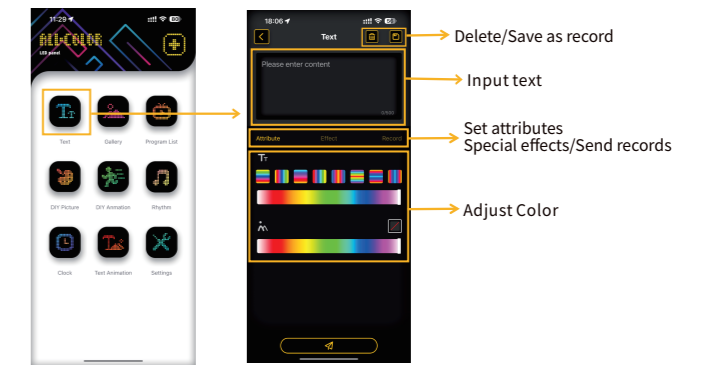 11:29
ALL-COLOR
LED panel
Text
Gallery
Program List
DIY Picture
DIY Animation
Rhythm
Clock
Text Animation
Settings
18:06
Text
Please enter content
0/500
Attribute
Effect
Record
Delete/Save as record
Input text
Set attributes
Special effects/Send records
Adjust Color